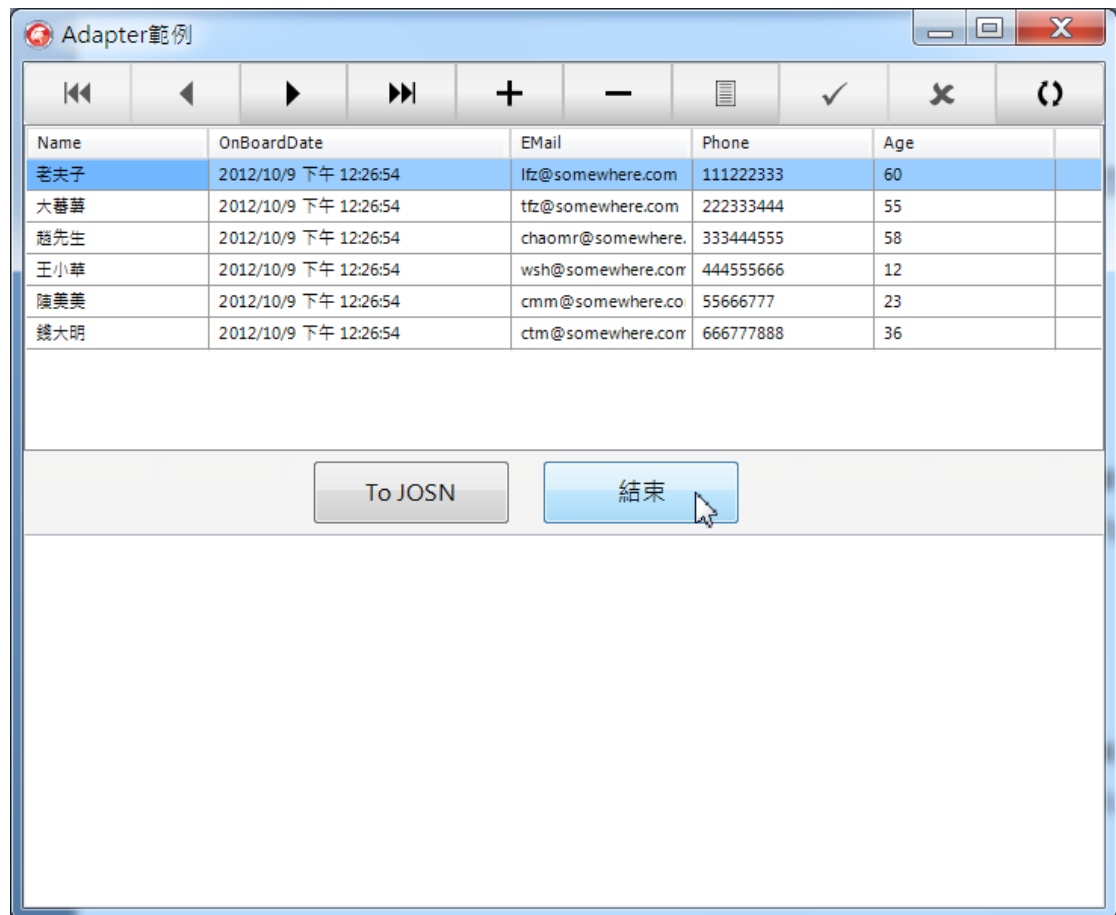 Adapter範例
Name OnBoardDate EMail Phone Age
老夫子 2012/10/9 下午 12:26:54 lfz@somewhere.com 111222333 60
大蕃薯 2012/10/9 下午 12:26:54 tfz@somewhere.com 222333444 55
趙先生 2012/10/9 下午 12:26:54 chaomr@somewhere. 333444555 58
王小華 2012/10/9 下午 12:26:54 wsh@somewhere.com 444555666 12
陳美美 2012/10/9 下午 12:26:54 cmm@somewhere.co 55666777 23
錢大明 2012/10/9 下午 12:26:54 ctm@somewhere.com 666777888 36
To JOSN 結束